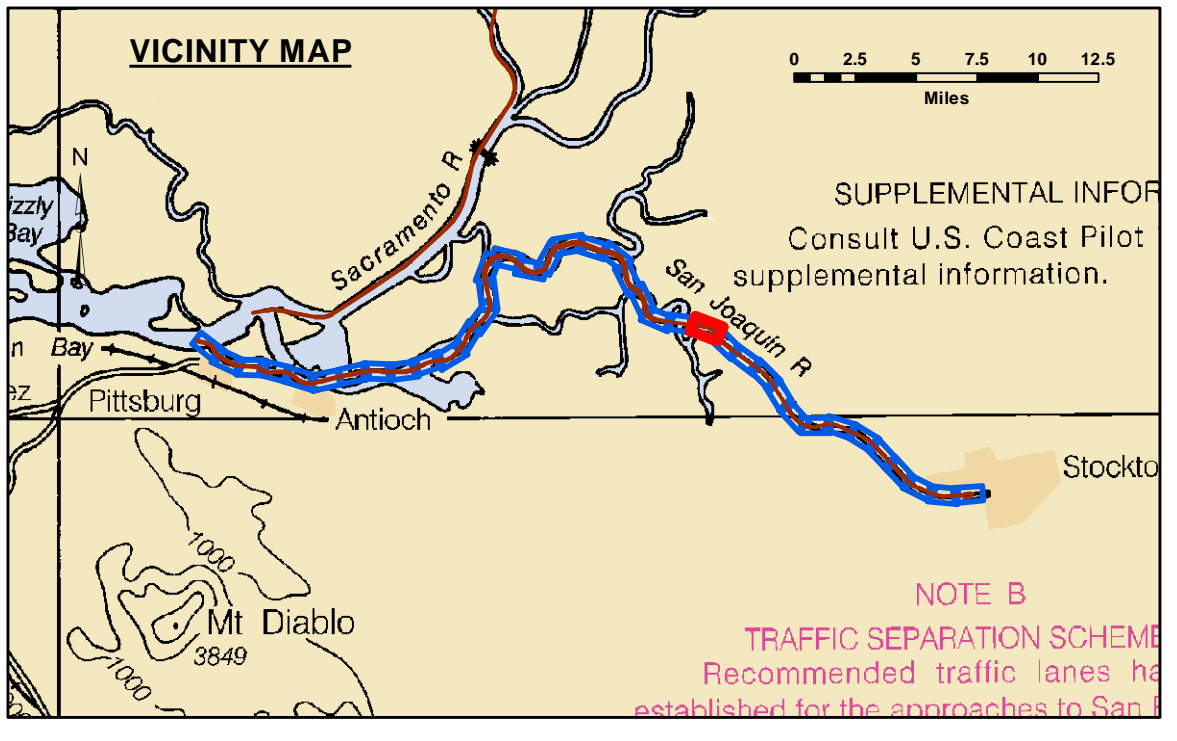 VICINITY MAP
0 2.5 5 7.5 10 12.5
Miles
N
Sacramento R
izzly
Bay
SUPPLEMENTAL INFOR
Consult U.S. Coast Pilot
supplemental information.
San Joaquin R
n Bay
ez
Pittsburg
Antioch
Stockto
1000
Mt Diablo
3849
1000
NOTE B
TRAFFIC SEPARATION SCHEME
Recommended traffic lanes ha
established for the approaches to San F